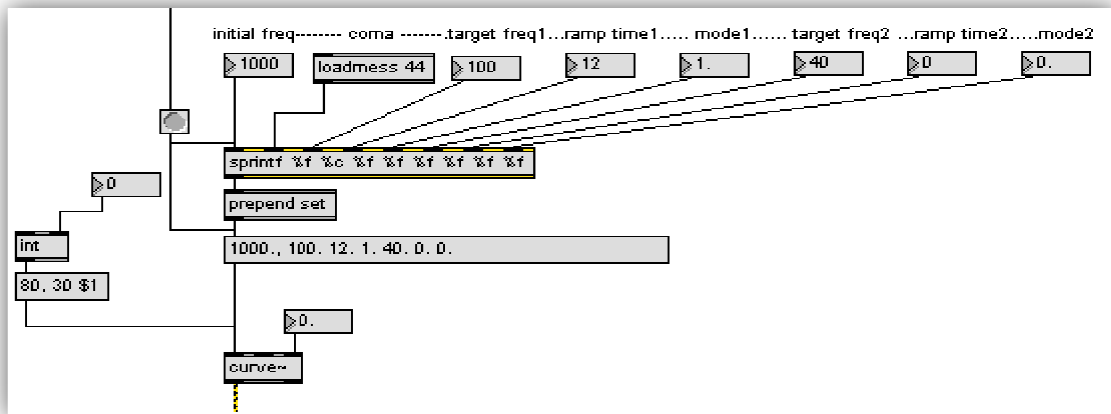 initial freq-------- coma -------.target freq1...ramp time1..... mode1...... target freq2 ...ramp time2.....mode2
1000
loadmess 44
100
12
1.
40
0
0.
sprintf %f %c %f %f %f %f %f %f
0
prepend set
int
1000., 100. 12. 1. 40. 0. 0.
80, 30 $1
0.
curve~